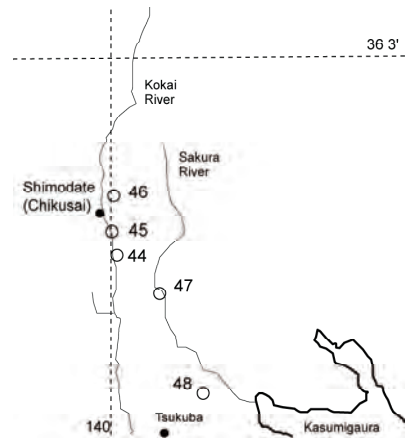 36 3'
Kokai
River
Sakura
River
Shimodate
(Chikusai)
46
45
44
47
48
140
Tsukuba
Kasumigaura